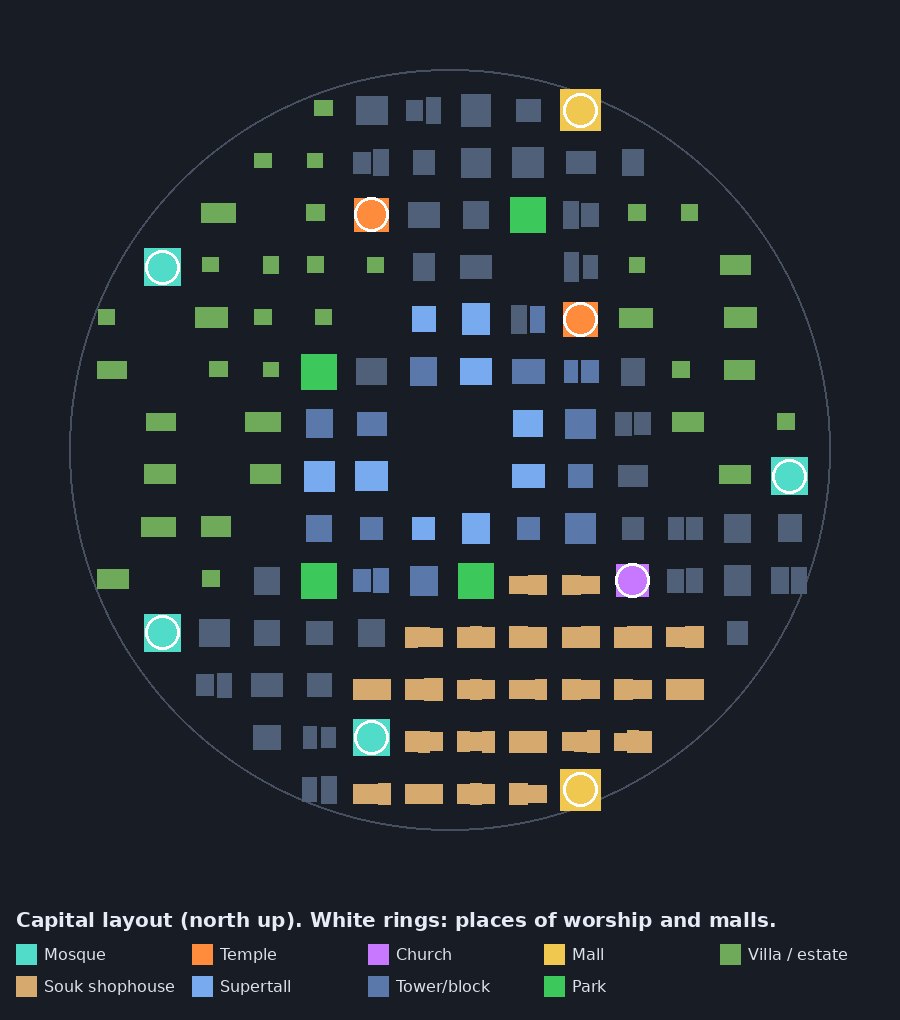 Capital layout (north up). White rings: places of worship and malls.
Mosque Temple Church Mall Villa / estate
Souk shophouse Supertall Tower/block Park